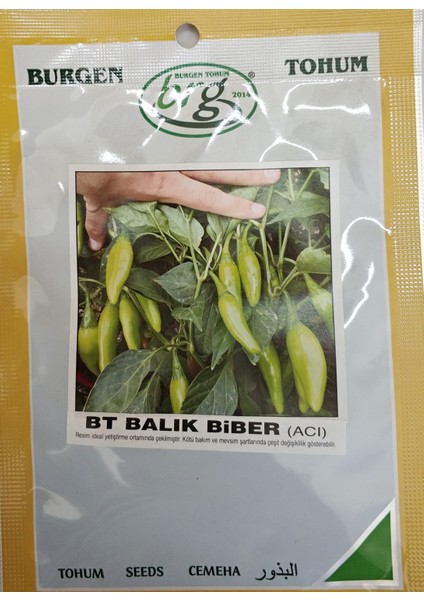 BURGEN TOHUM
BURGEN TOHUM
brg ®
2014
BT BALIK BiBER (ACI)
Resim ideal yetiştirme ortamında çekilmiştir. Kötü bakım ve mevsim şartlarında çeşit değişiklik gösterebilir.
TOHUM SEEDS СЕМЕНА البذور